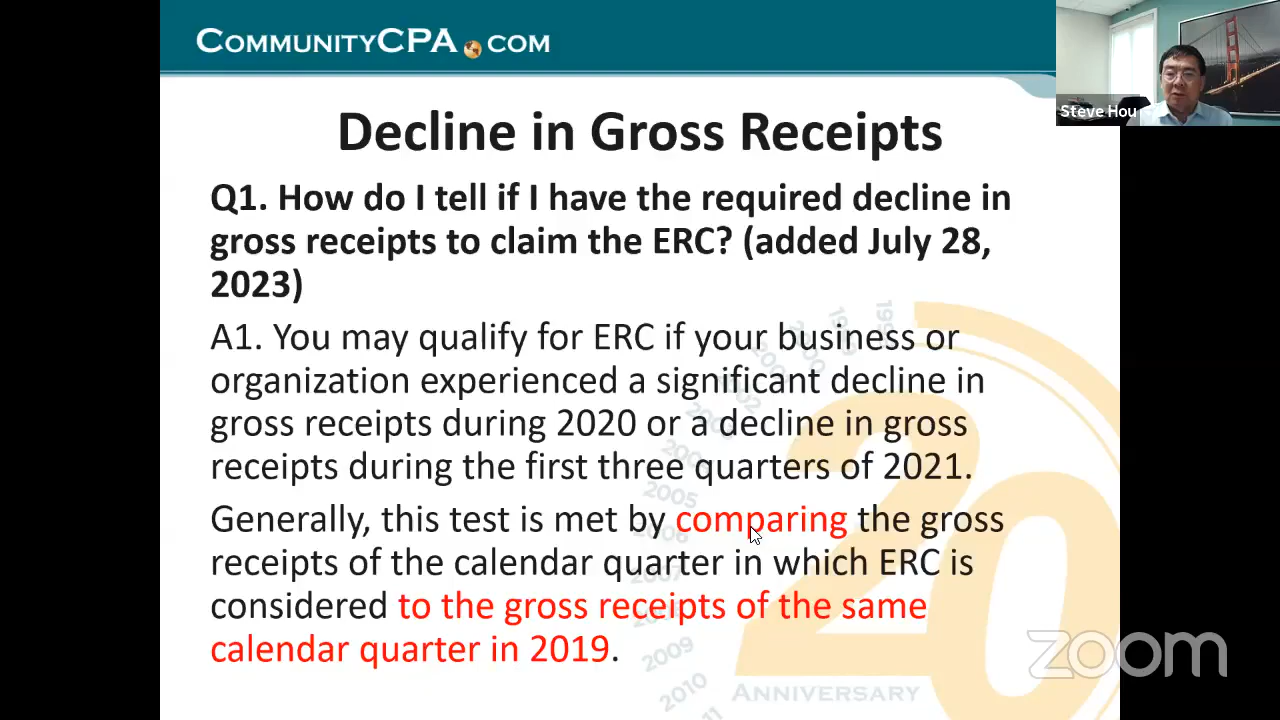 COMMUNITYCPA.COM
Steve Hou
Decline in Gross Receipts
Q1. How do I tell if I have the required decline in
gross receipts to claim the ERC? (added July 28,
2023)
A1. You may qualify for ERC if your business or
organization experienced a significant decline in
gross receipts during 2020 or a decline in gross
receipts during the first three quarters of 2021.
Generally, this test is met by comparing the gross
receipts of the calendar quarter in which ERC is
considered to the gross receipts of the same
calendar quarter in 2019.
2005
2009
2010
20
ANNIVERSARY
zoom